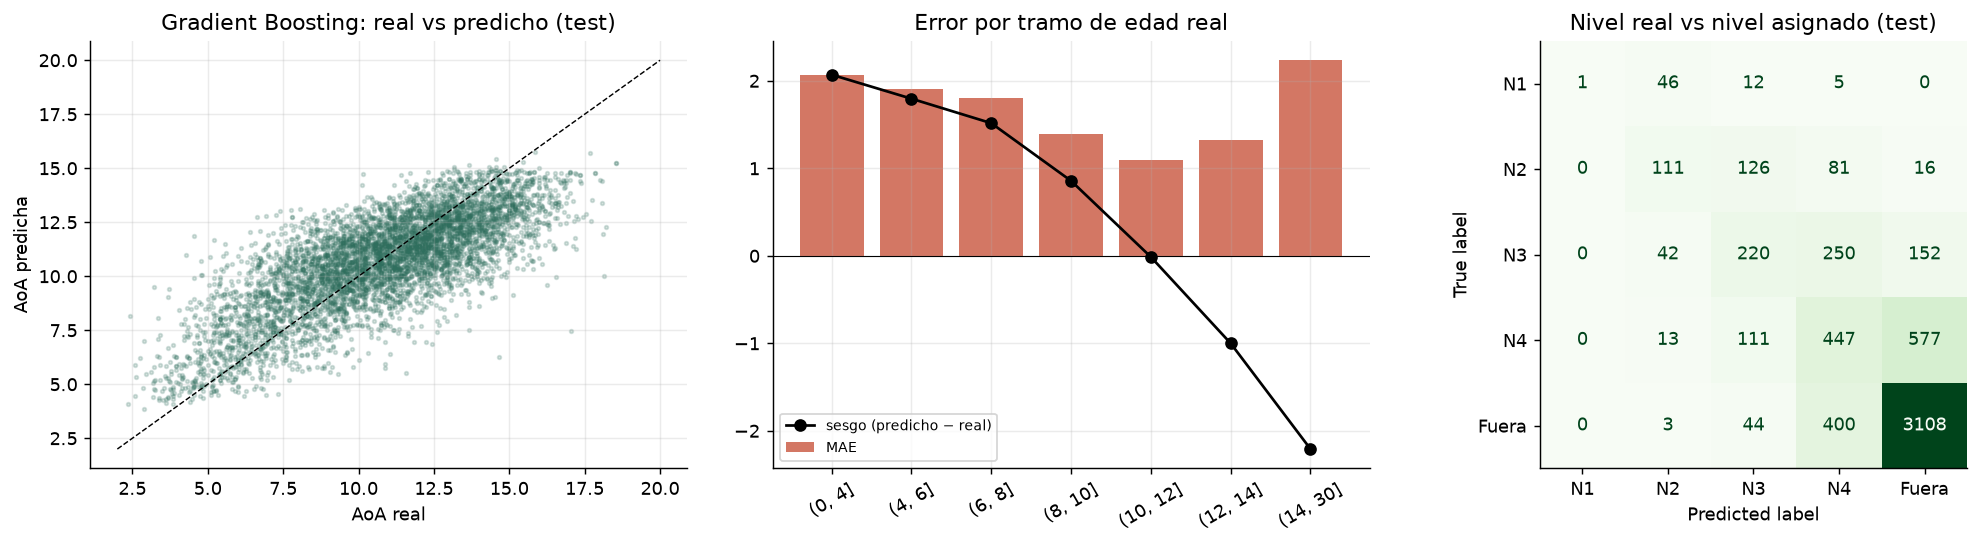 Gradient Boosting: real vs predicho (test)
20.0
17.5
15.0
12.5
10.0
7.5
5.0
2.5
AoA predicha
2.5 5.0 7.5 10.0 12.5 15.0 17.5 20.0
AoA real
Error por tramo de edad real
2
1
0
−1
−2
sesgo (predicho − real)
MAE
(0, 4] (4, 6] (6, 8] (8, 10] (10, 12] (12, 14] (14, 30]
Nivel real vs nivel asignado (test)
True label
N1 1 46 12 5 0
N2 0 111 126 81 16
N3 0 42 220 250 152
N4 0 13 111 447 577
Fuera 0 3 44 400 3108
N1 N2 N3 N4 Fuera
Predicted label